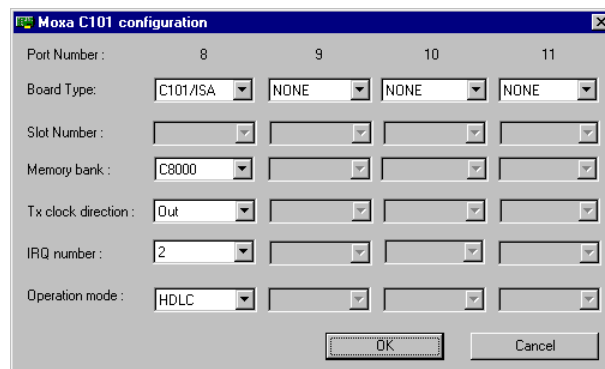 Moxa C101 configuration
Port Number : 8 9 10 11
Board Type: C101/ISA NONE NONE NONE
Slot Number :
Memory bank : C8000
Tx clock direction : Out
IRQ number : 2
Operation mode : HDLC
OK Cancel